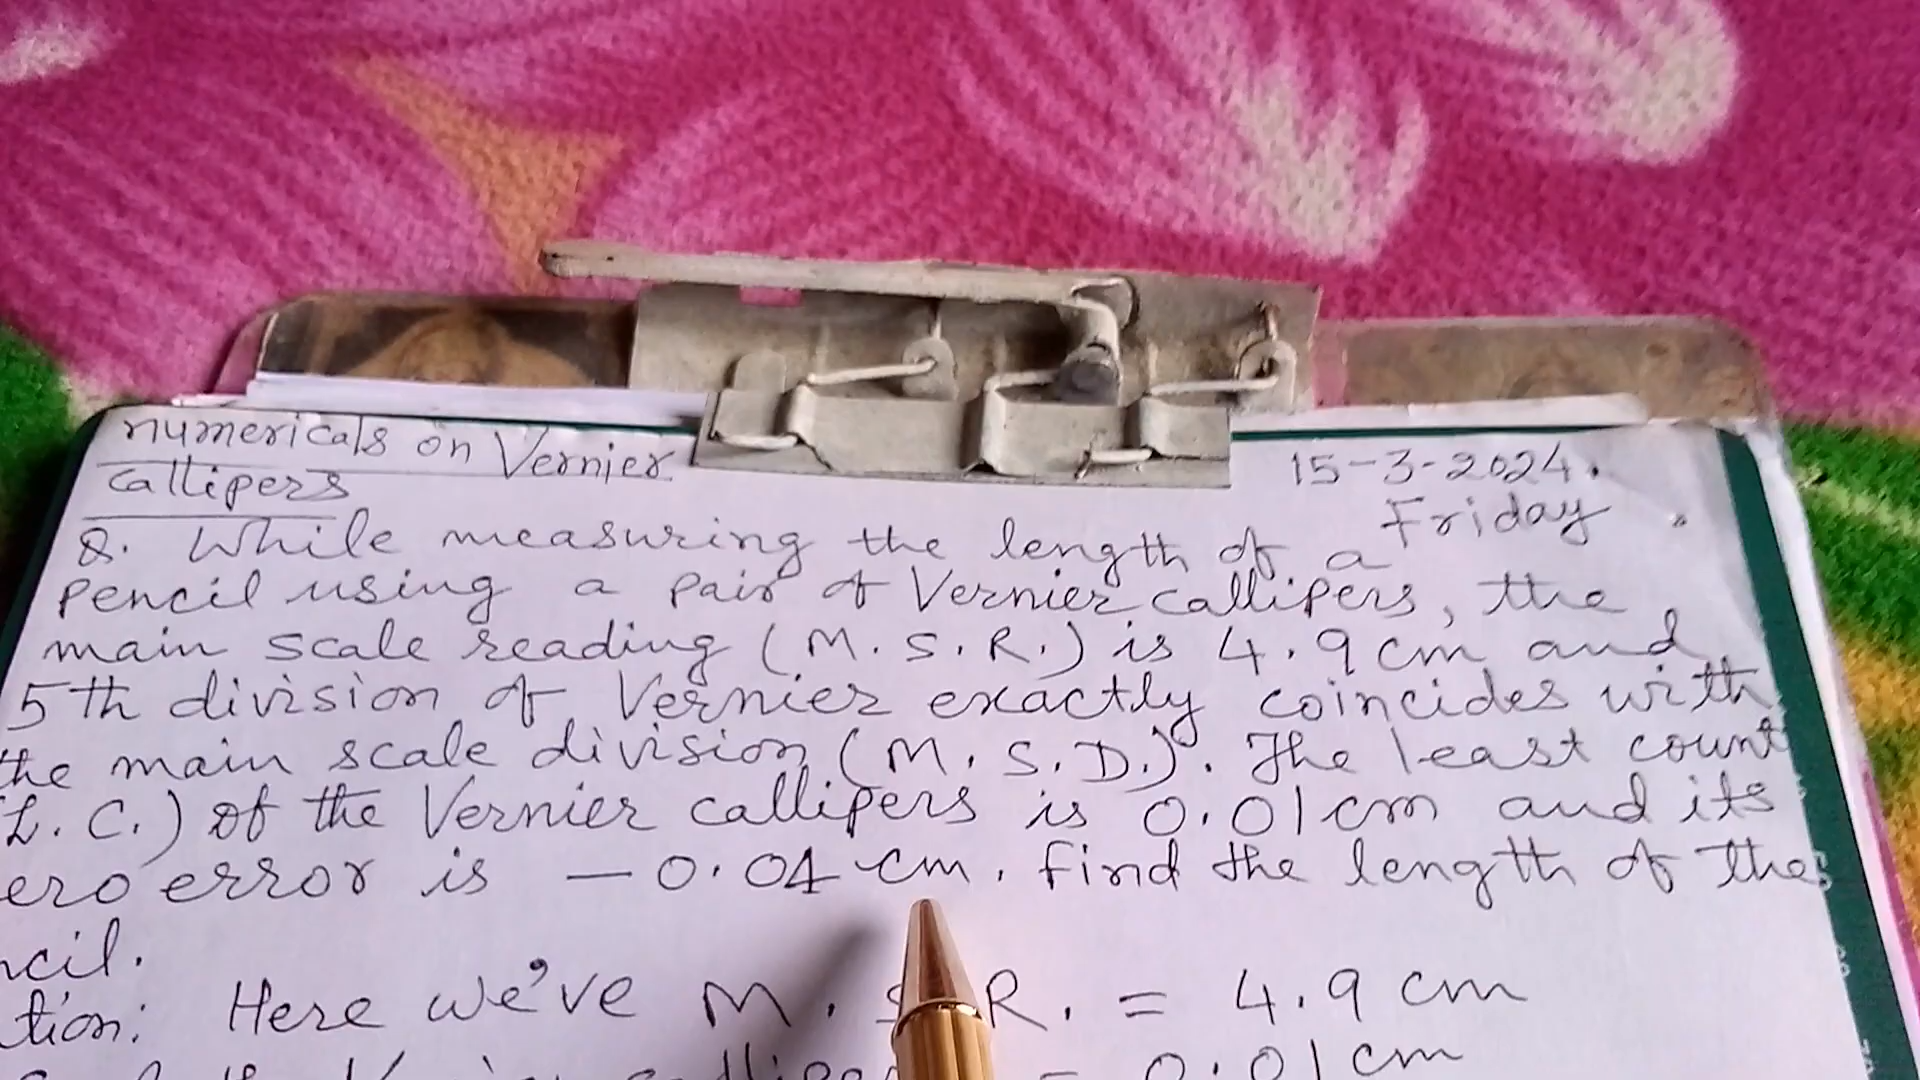 numericals on Vernier
callipers
15-3-2024.
Friday
Q. While measuring the length of a
pencil using a pair of Vernier callipers, the
main scale reading (M.S.R.) is 4.9 cm and
5th division of Vernier exactly coincides with
the main scale division (M.S.D.). The least count
L.C.) of the Vernier callipers is 0.01 cm and its
ero error is -0.04 cm. find the length of the
ncil.
tion: Here we've M.S.R. = 4.9 cm
= 0.01 cm